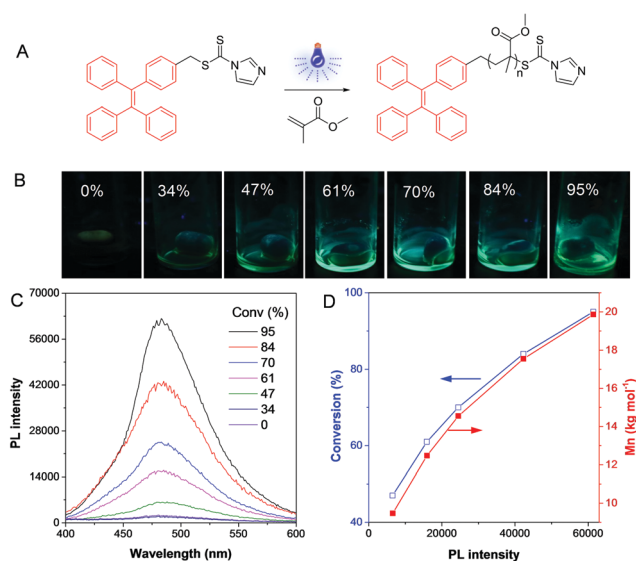 A
S
S
N
N
O
O
n
S
S
N
N
O
O
B
0%
34%
47%
61%
70%
84%
95%
C
70000
56000
42000
28000
14000
0
400
450
500
550
600
PL intensity
Wavelength (nm)
Conv (%)
95
84
70
61
47
34
0
D
100
80
60
40
Conversion (%)
0
20000
40000
60000
PL intensity
20
18
16
14
12
10
Mn (kg mol⁻¹)